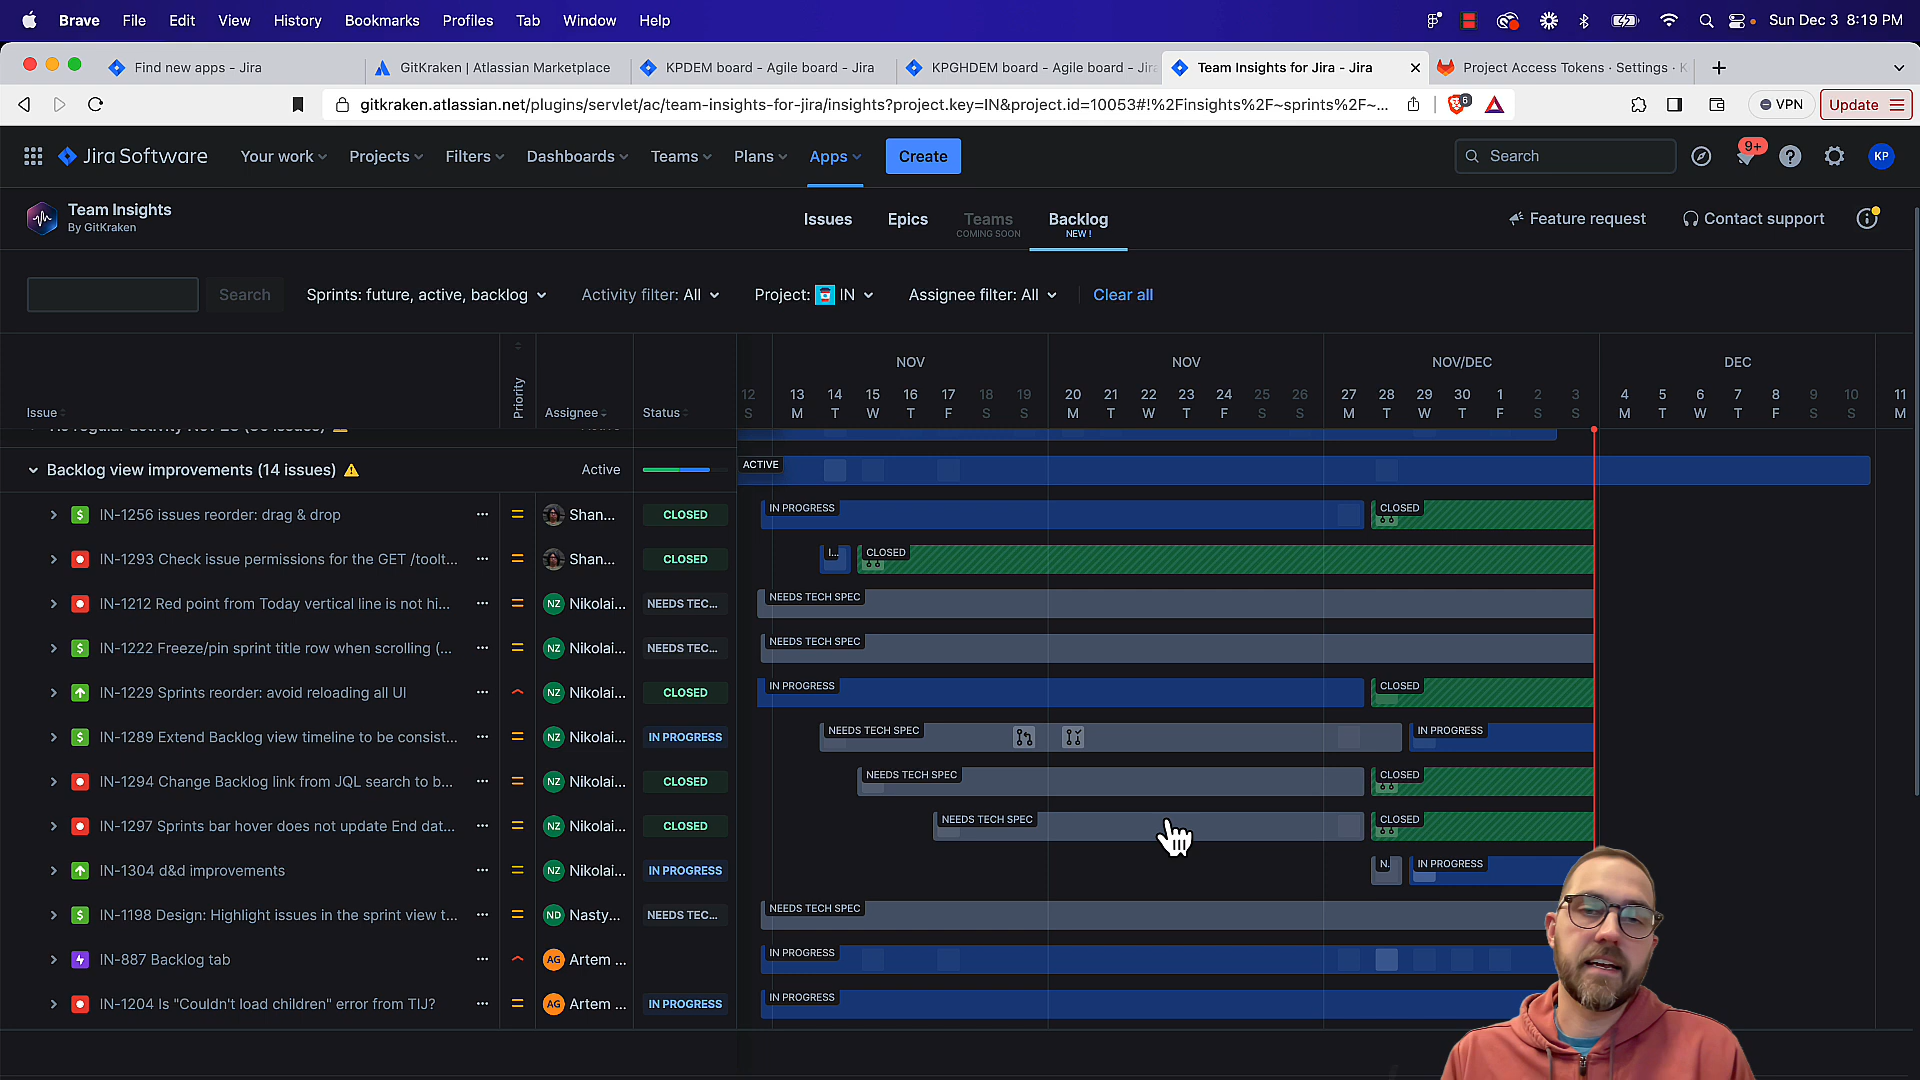 Brave File Edit View History Bookmarks Profiles Tab Window Help
Sun Dec 3 8:19 PM
Find new apps - Jira
GitKraken | Atlassian Marketplace
KPDEM board - Agile board - Jira
KPGHDEM board - Agile board - Jir
Team Insights for Jira - Jira
Project Access Tokens · Settings · K
gitkraken.atlassian.net/plugins/servlet/ac/team-insights-for-jira/insights?project.key=IN&project.id=10053#!%2Finsights%2F~sprints%2F~...
6
VPN
Update
Jira Software
Your work Projects Filters Dashboards Teams Plans Apps Create
Search
9+
KP
Team Insights
By GitKraken
Issues Epics Teams Backlog
COMING SOON NEW !
Feature request Contact support
Search
Sprints: future, active, backlog Activity filter: All Project: IN Assignee filter: All Clear all
NOV NOV NOV/DEC DEC
Issue Priority Assignee Status
12 13 14 15 16 17 18 19 20 21 22 23 24 25 26 27 28 29 30 1 2 3 4 5 6 7 8 9 10 11
S M T W T F S S M T W T F S S M T W T F S S M T W T F S S M
Backlog view improvements (14 issues) Active ACTIVE
IN-1256 issues reorder: drag & drop ... Shan... CLOSED IN PROGRESS CLOSED
IN-1293 Check issue permissions for the GET /toolt... ... Shan... CLOSED I... CLOSED
IN-1212 Red point from Today vertical line is not hi... ... NZ Nikolai... NEEDS TEC... NEEDS TECH SPEC
IN-1222 Freeze/pin sprint title row when scrolling (... ... NZ Nikolai... NEEDS TEC... NEEDS TECH SPEC
IN-1229 Sprints reorder: avoid reloading all UI ... NZ Nikolai... CLOSED IN PROGRESS CLOSED
IN-1289 Extend Backlog view timeline to be consist... ... NZ Nikolai... IN PROGRESS NEEDS TECH SPEC IN PROGRESS
IN-1294 Change Backlog link from JQL search to b... ... NZ Nikolai... CLOSED NEEDS TECH SPEC CLOSED
IN-1297 Sprints bar hover does not update End dat... ... NZ Nikolai... CLOSED NEEDS TECH SPEC CLOSED
IN-1304 d&d improvements ... NZ Nikolai... IN PROGRESS N. IN PROGRESS
IN-1198 Design: Highlight issues in the sprint view t... ... ND Nasty... NEEDS TEC... NEEDS TECH SPEC
IN-887 Backlog tab ... AG Artem ... IN PROGRESS
IN-1204 Is "Couldn't load children" error from TIJ? ... AG Artem ... IN PROGRESS IN PROGRESS